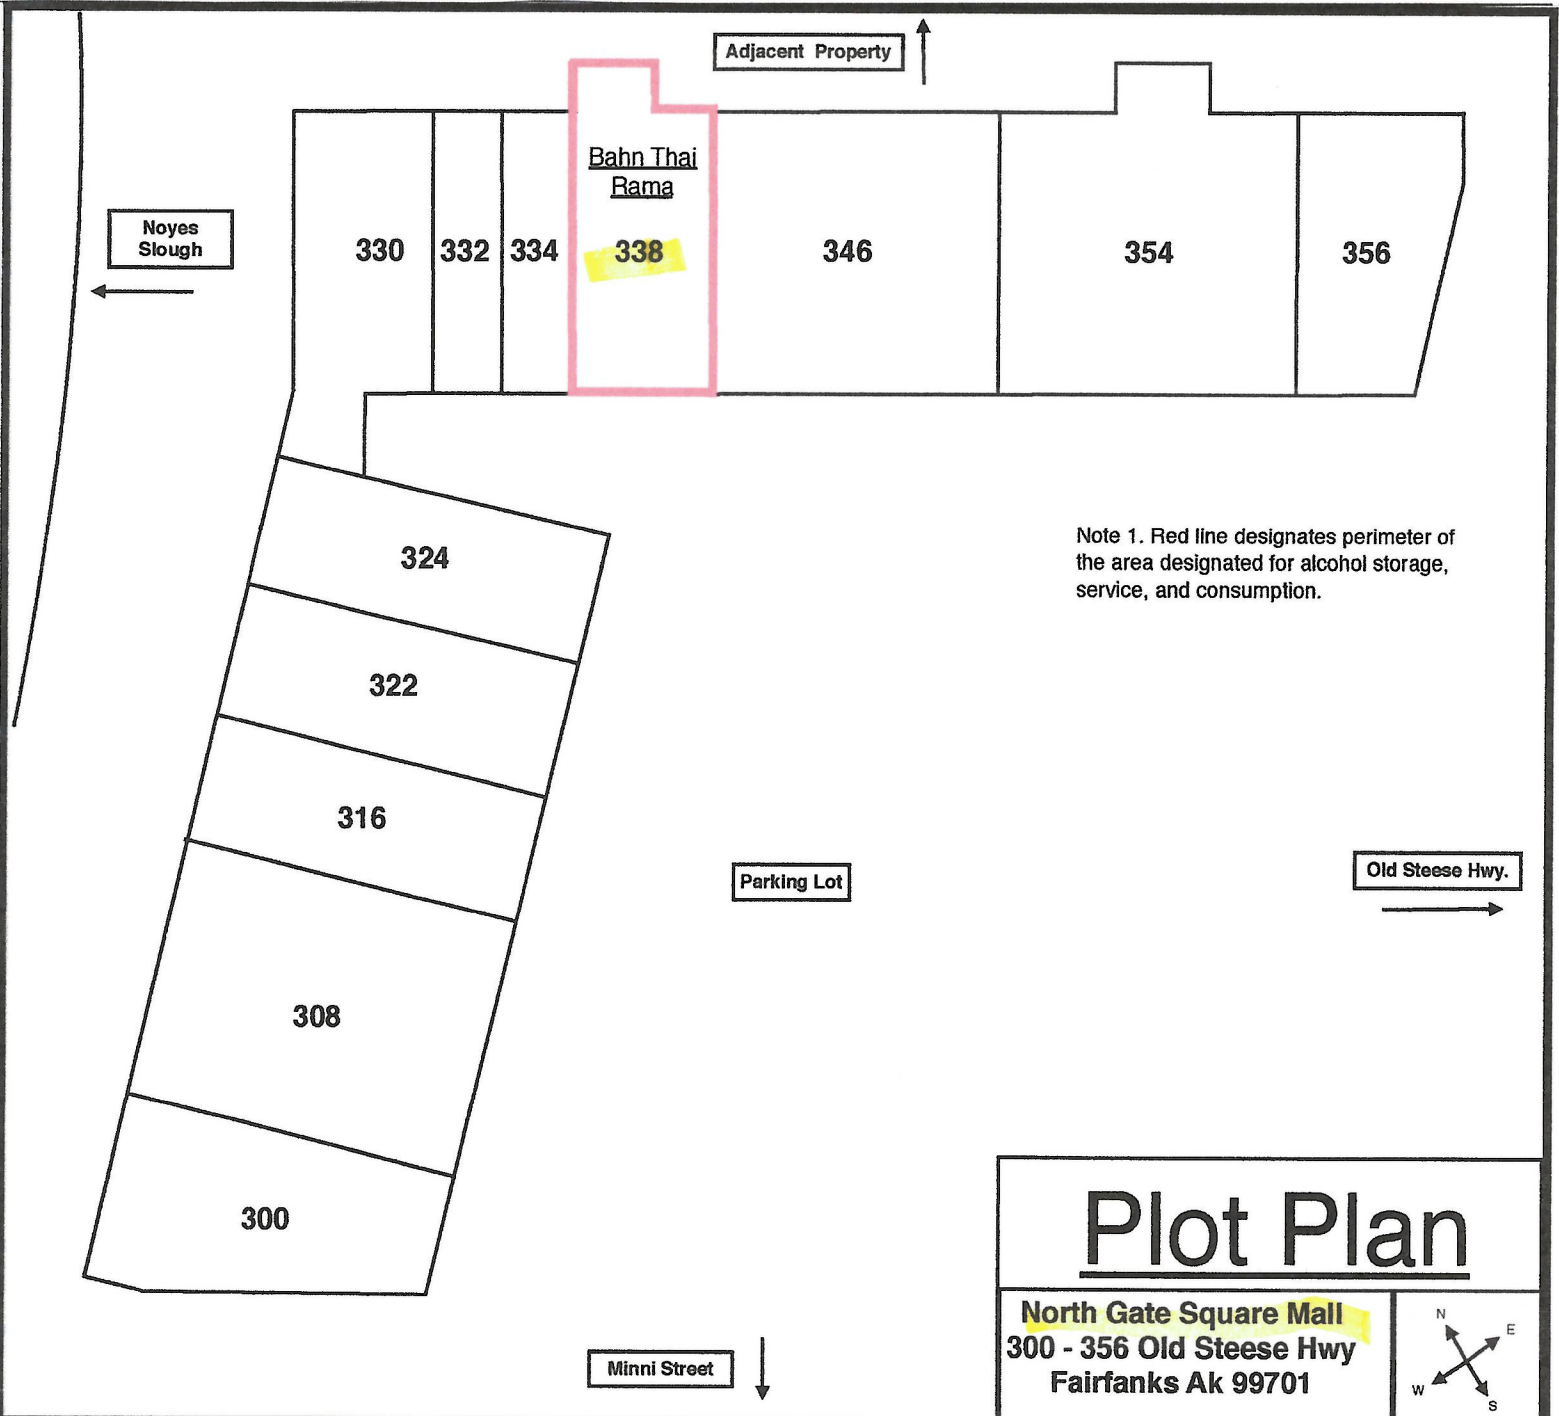 Adjacent Property
Noyes
Slough
Bahn Thai
Rama
330
332
334
338
346
354
356
324
322
316
308
300
Note 1. Red line designates perimeter of
the area designated for alcohol storage,
service, and consumption.
Parking Lot
Old Steese Hwy.
Minni Street
Plot Plan
North Gate Square Mall
300 - 356 Old Steese Hwy
Fairfanks Ak 99701
N
E
W
S